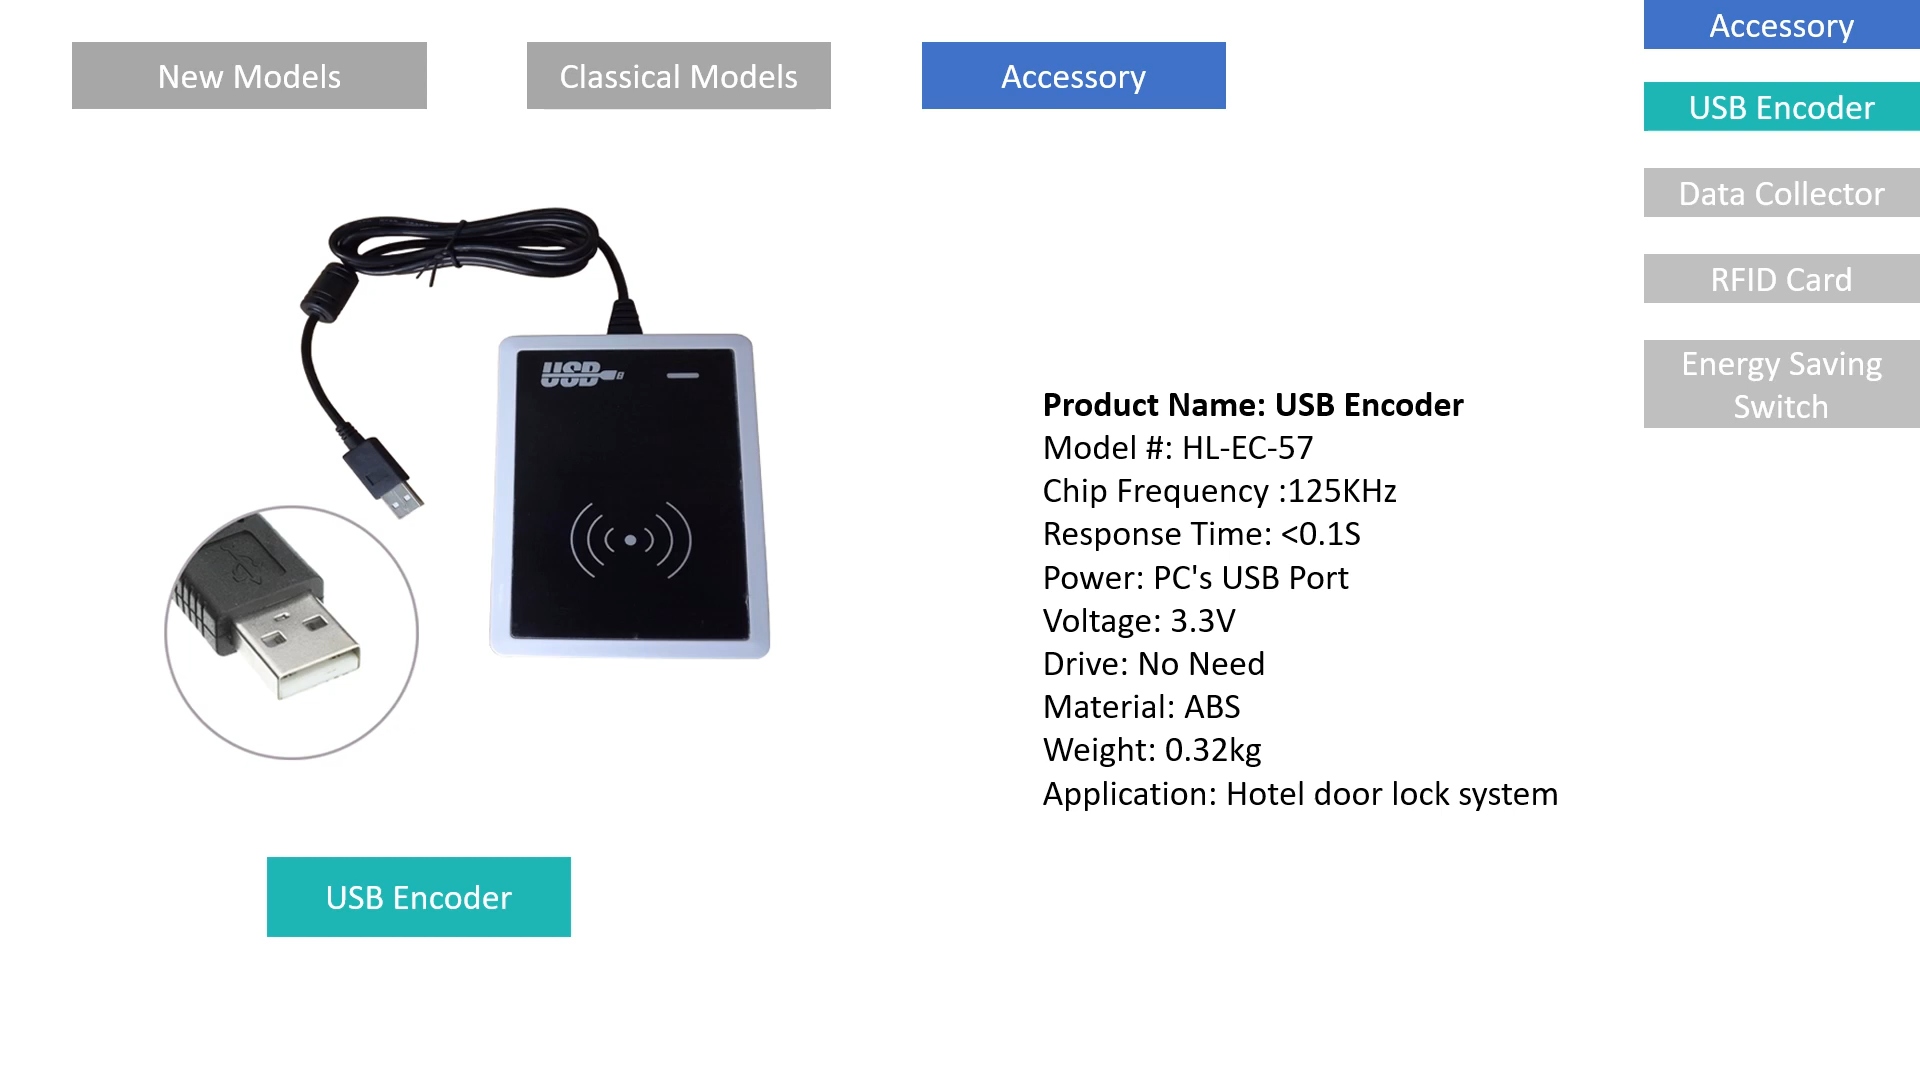 New Models
Classical Models
Accessory
Accessory
USB Encoder
Data Collector
RFID Card
Energy Saving
Switch
USB
Product Name: USB Encoder
Model #: HL-EC-57
Chip Frequency :125KHz
Response Time: <0.1S
Power: PC's USB Port
Voltage: 3.3V
Drive: No Need
Material: ABS
Weight: 0.32kg
Application: Hotel door lock system
USB Encoder